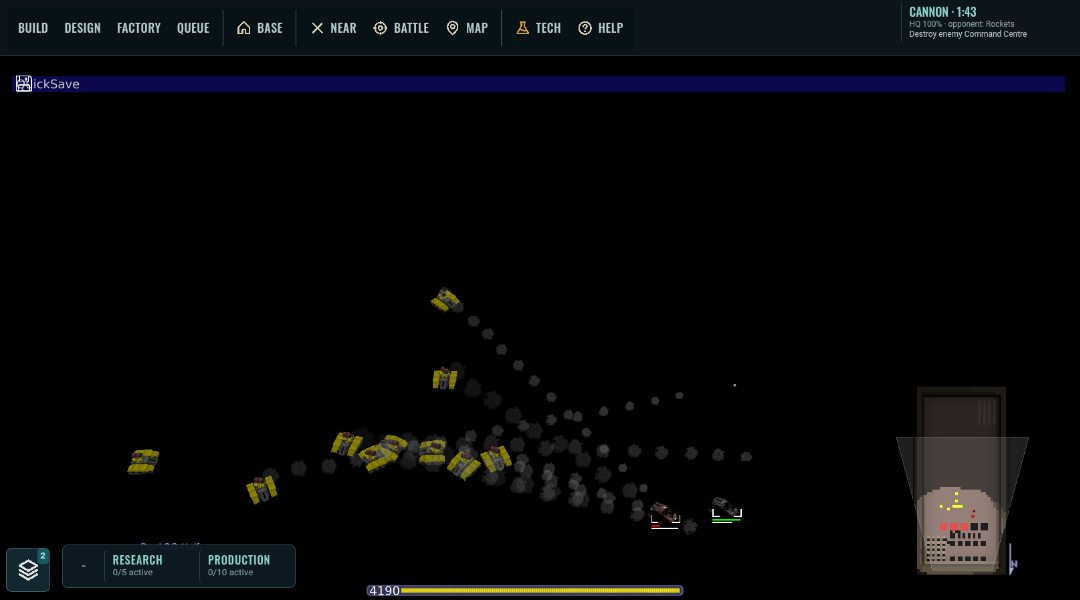 BUILD DESIGN FACTORY QUEUE BASE NEAR BATTLE MAP TECH HELP
CANNON · 1:43
HQ 100% · opponent: Rockets
Destroy enemy Command Centre
ickSave
2
-
RESEARCH
0/5 active
PRODUCTION
0/10 active
4190
N